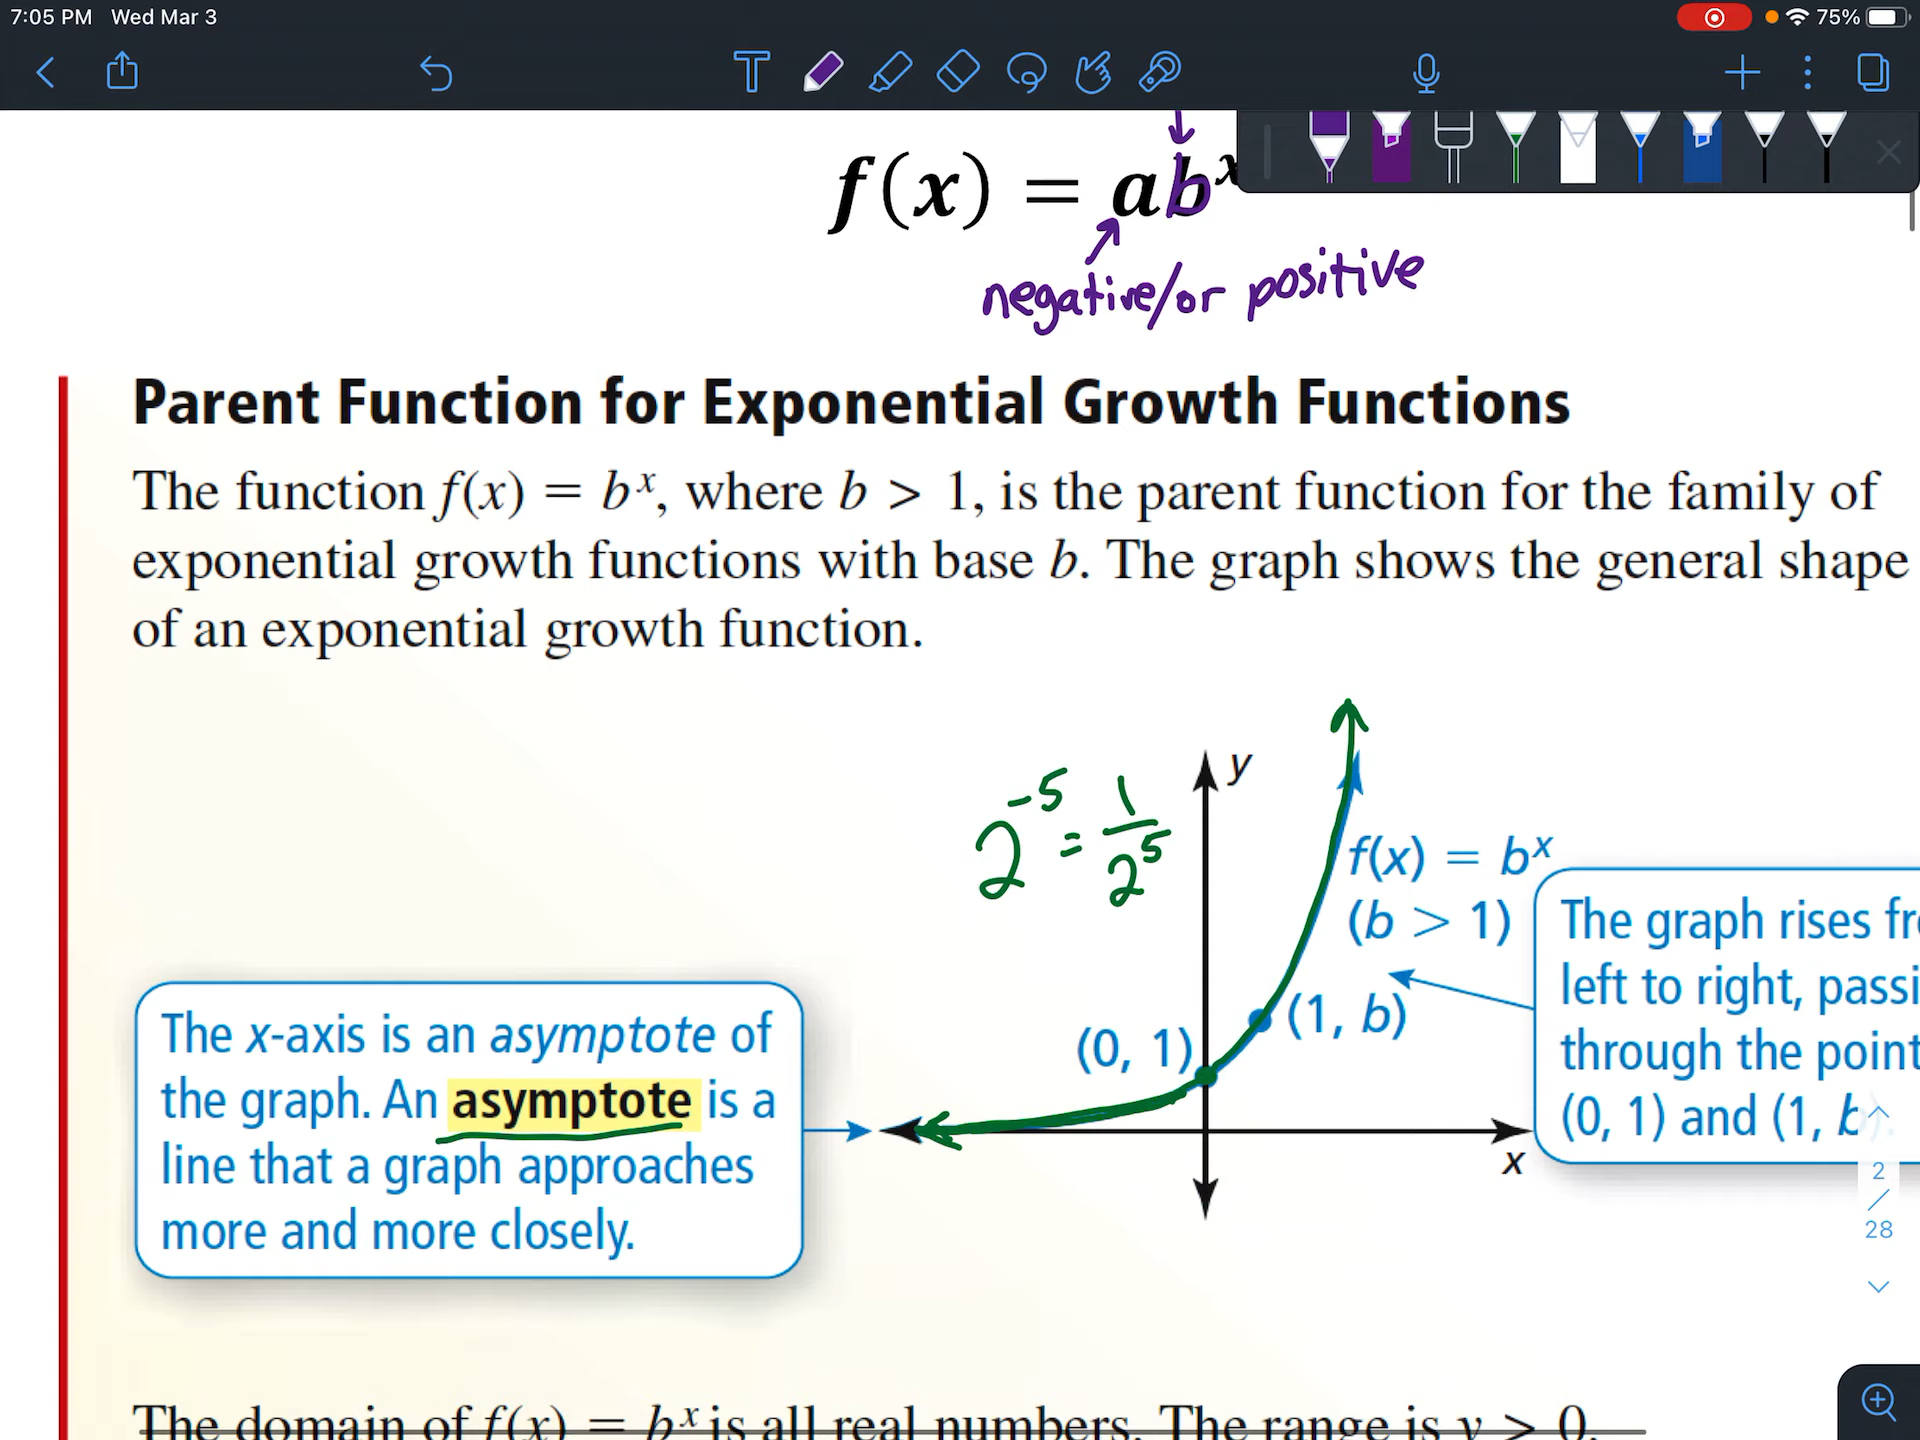 7:05 PM Wed Mar 3
75%
f(x) = ab^x
negative/or positive
Parent Function for Exponential Growth Functions
The function f(x) = b^x, where b > 1, is the parent function for the family of
exponential growth functions with base b. The graph shows the general shape
of an exponential growth function.
2^-5 = 1/2^5
y
f(x) = b^x
(b > 1)
(1, b)
(0, 1)
x
The x-axis is an asymptote of
the graph. An asymptote is a
line that a graph approaches
more and more closely.
The graph rises
left to right,
through the
(0, 1) and (1, b).
2
/
28
The domain of f(x) = b^x is all real numbers. The range is y > 0.